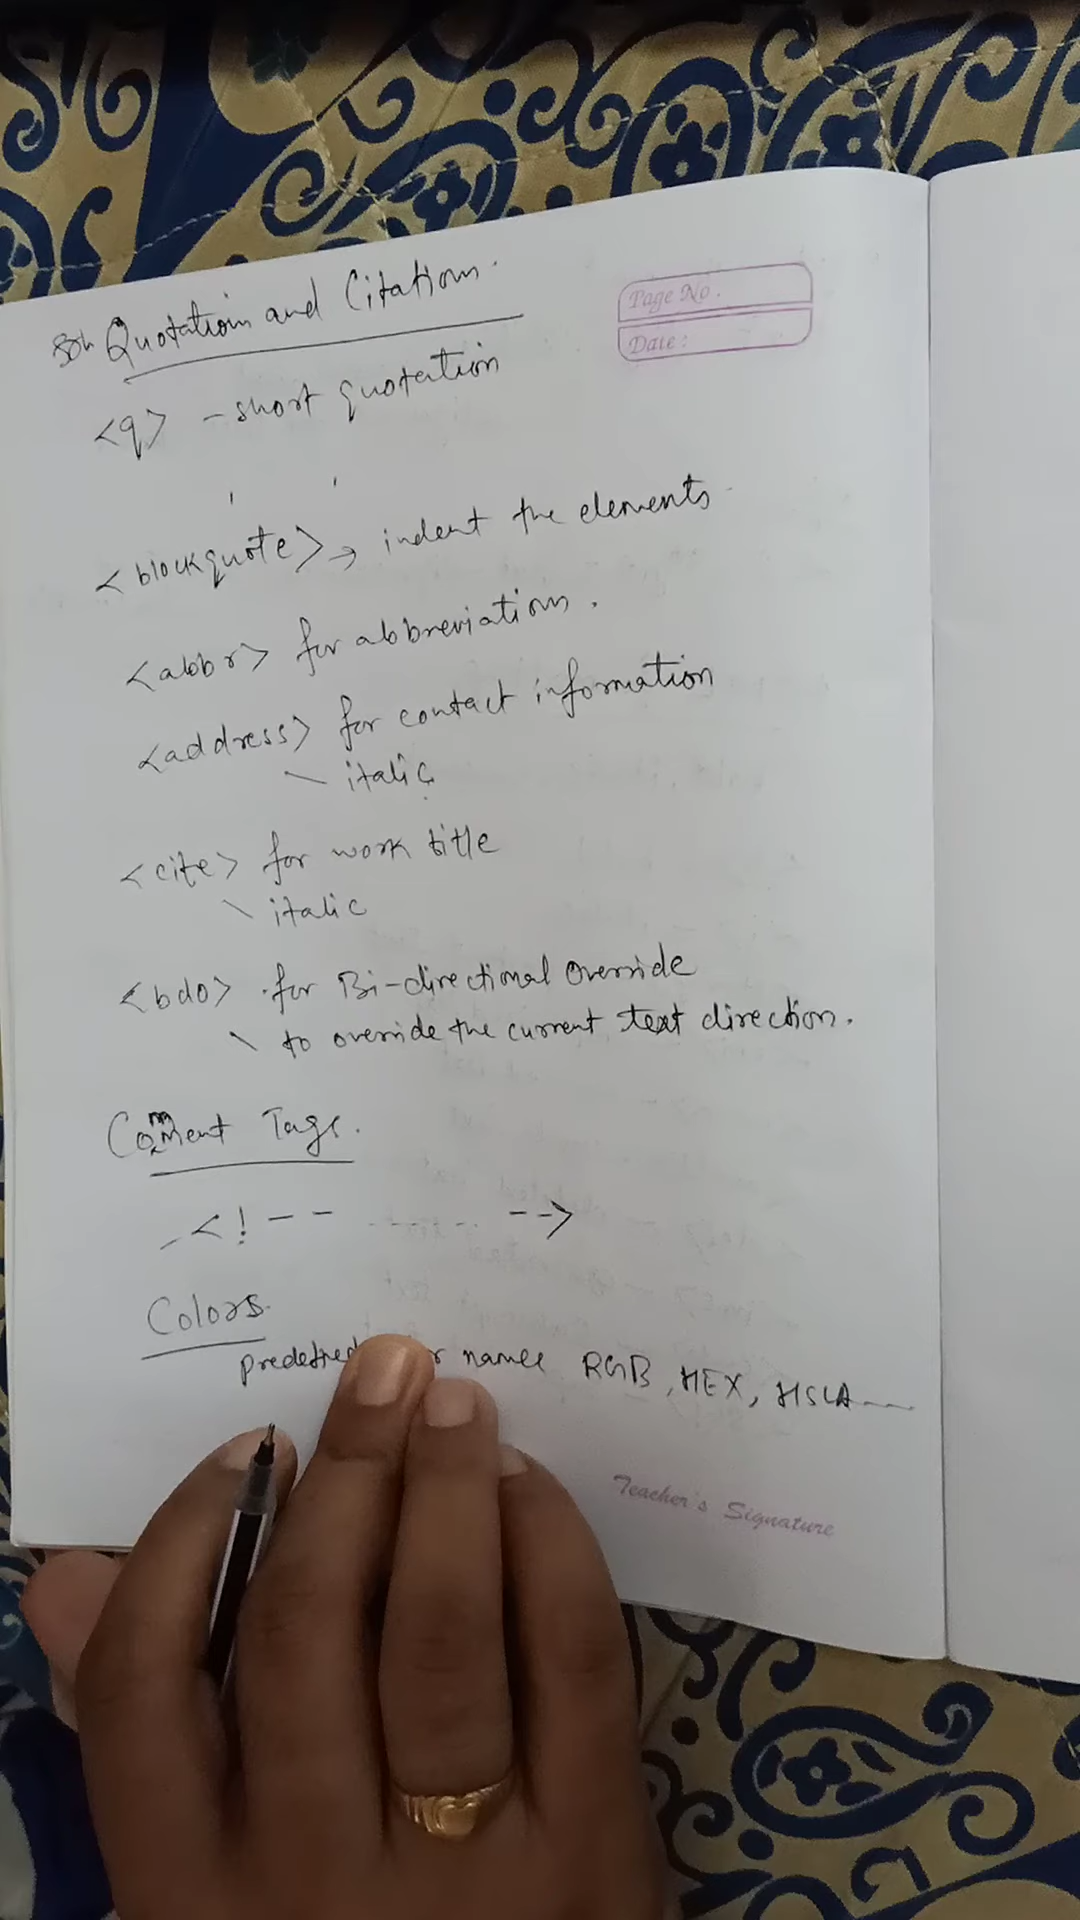 8th Quotation and Citations.
Page No.
Date:
<q> - short quotation
<blockquote> → indent the elements
<abbr> for abbreviations.
<address> for contact information
\ italic
<cite> for work title
\ italic
<bdo> for Bi-directional override
\ to override the current text direction.
Comment Tags.
<!-- ------ -->
Colors.
names RGB, HEX, HSLA
Teacher's Signature